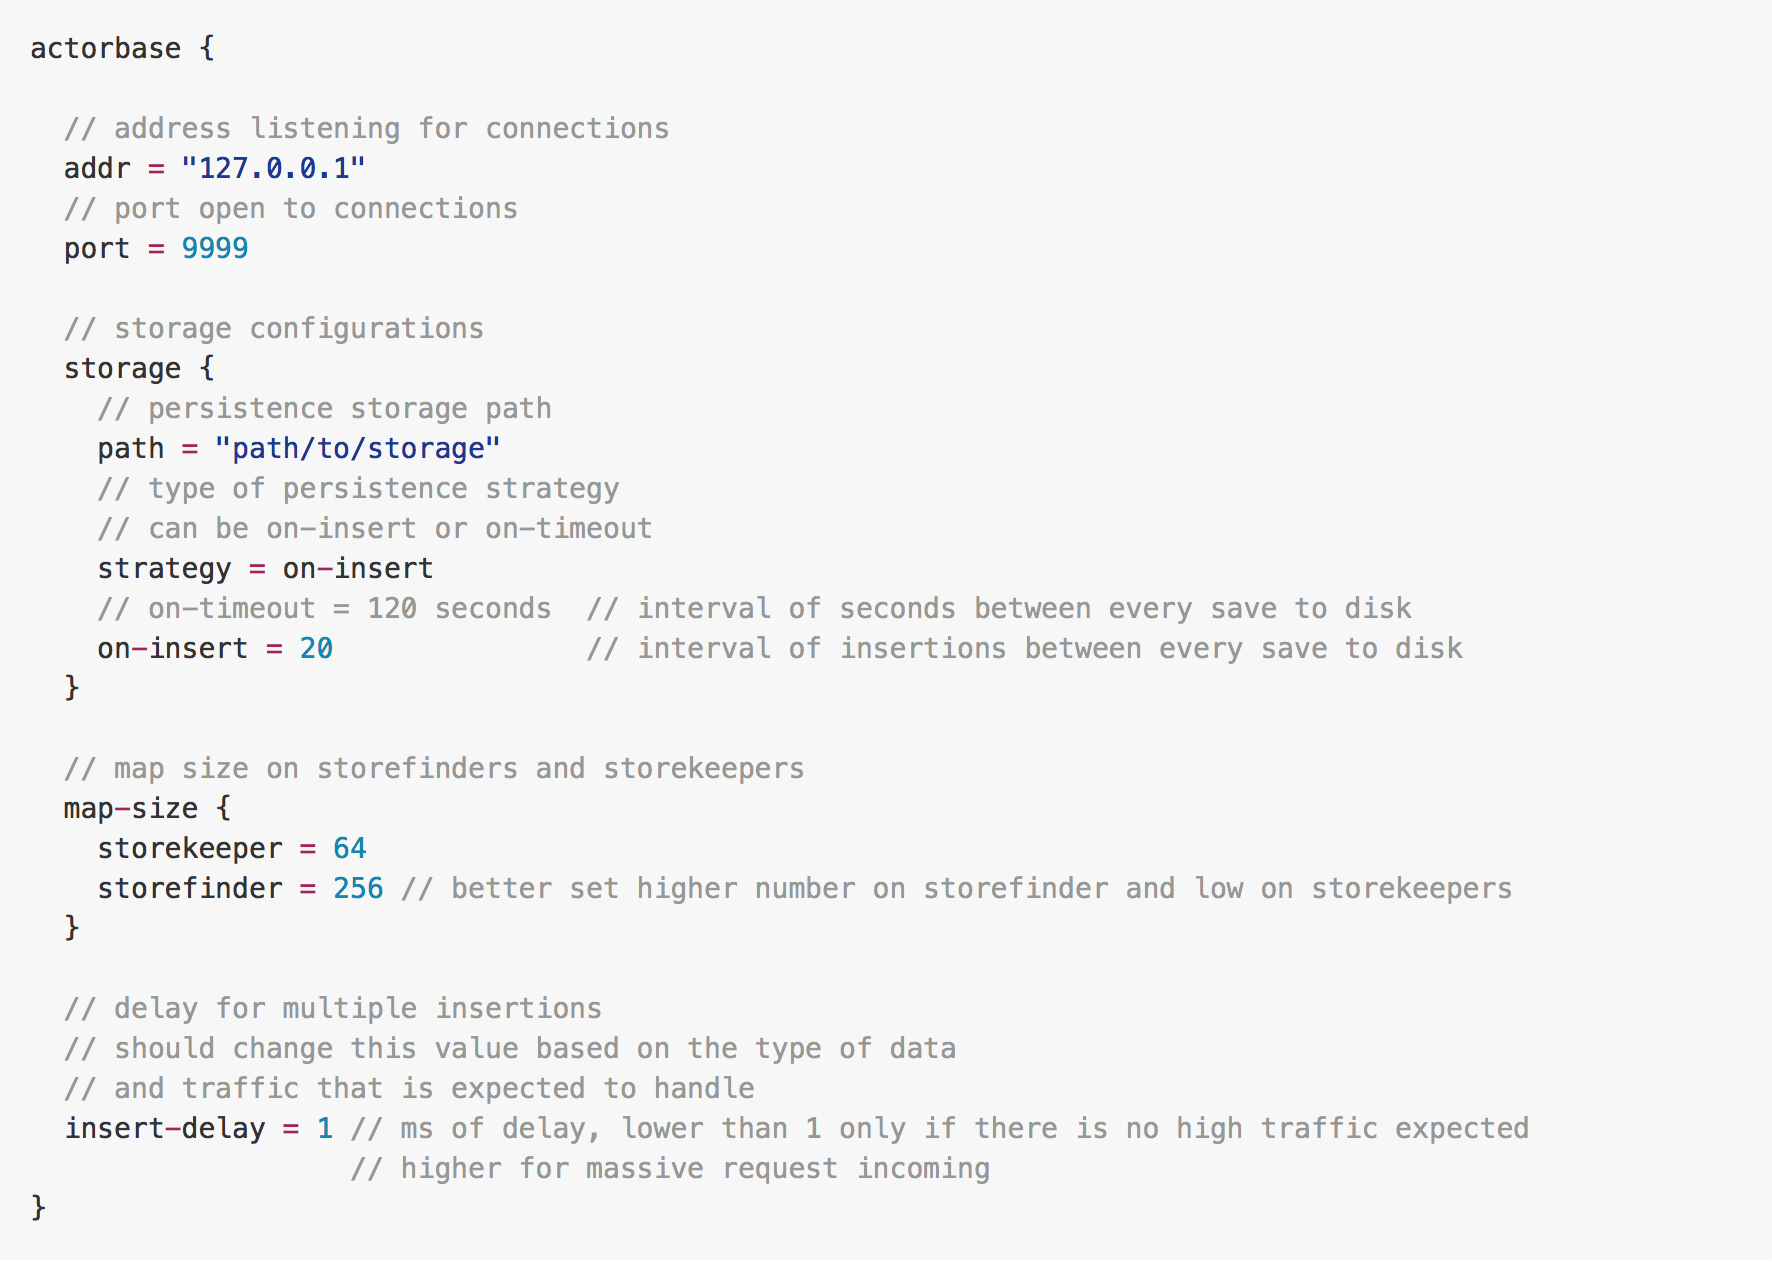 actorbase {
// address listening for connections
addr = "127.0.0.1"
// port open to connections
port = 9999
// storage configurations
storage {
// persistence storage path
path = "path/to/storage"
// type of persistence strategy
// can be on-insert or on-timeout
strategy = on-insert
// on-timeout = 120 seconds  // interval of seconds between every save to disk
on-insert = 20               // interval of insertions between every save to disk
}
// map size on storefinders and storekeepers
map-size {
storekeeper = 64
storefinder = 256 // better set higher number on storefinder and low on storekeepers
}
// delay for multiple insertions
// should change this value based on the type of data
// and traffic that is expected to handle
insert-delay = 1 // ms of delay, lower than 1 only if there is no high traffic expected
// higher for massive request incoming
}